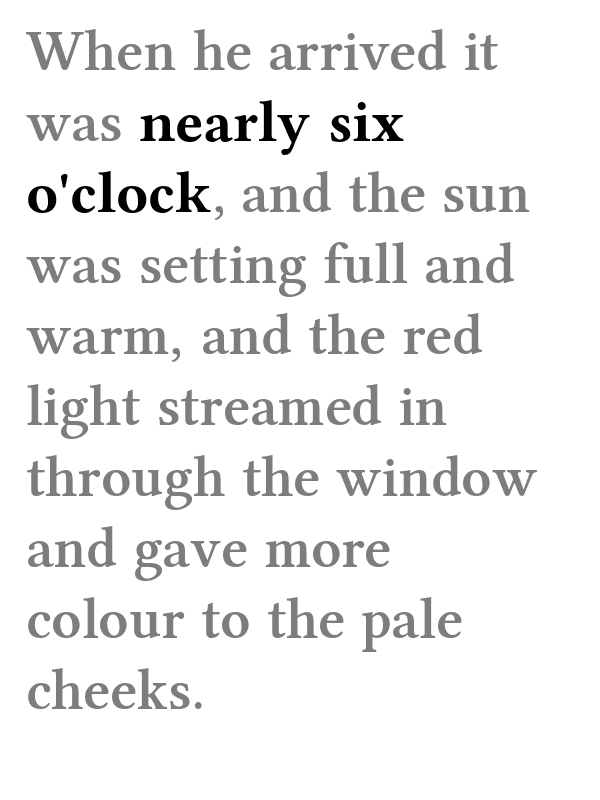 When he arrived it
was nearly six
o'clock, and the sun
was setting full and
warm, and the red
light streamed in
through the window
and gave more
colour to the pale
cheeks.